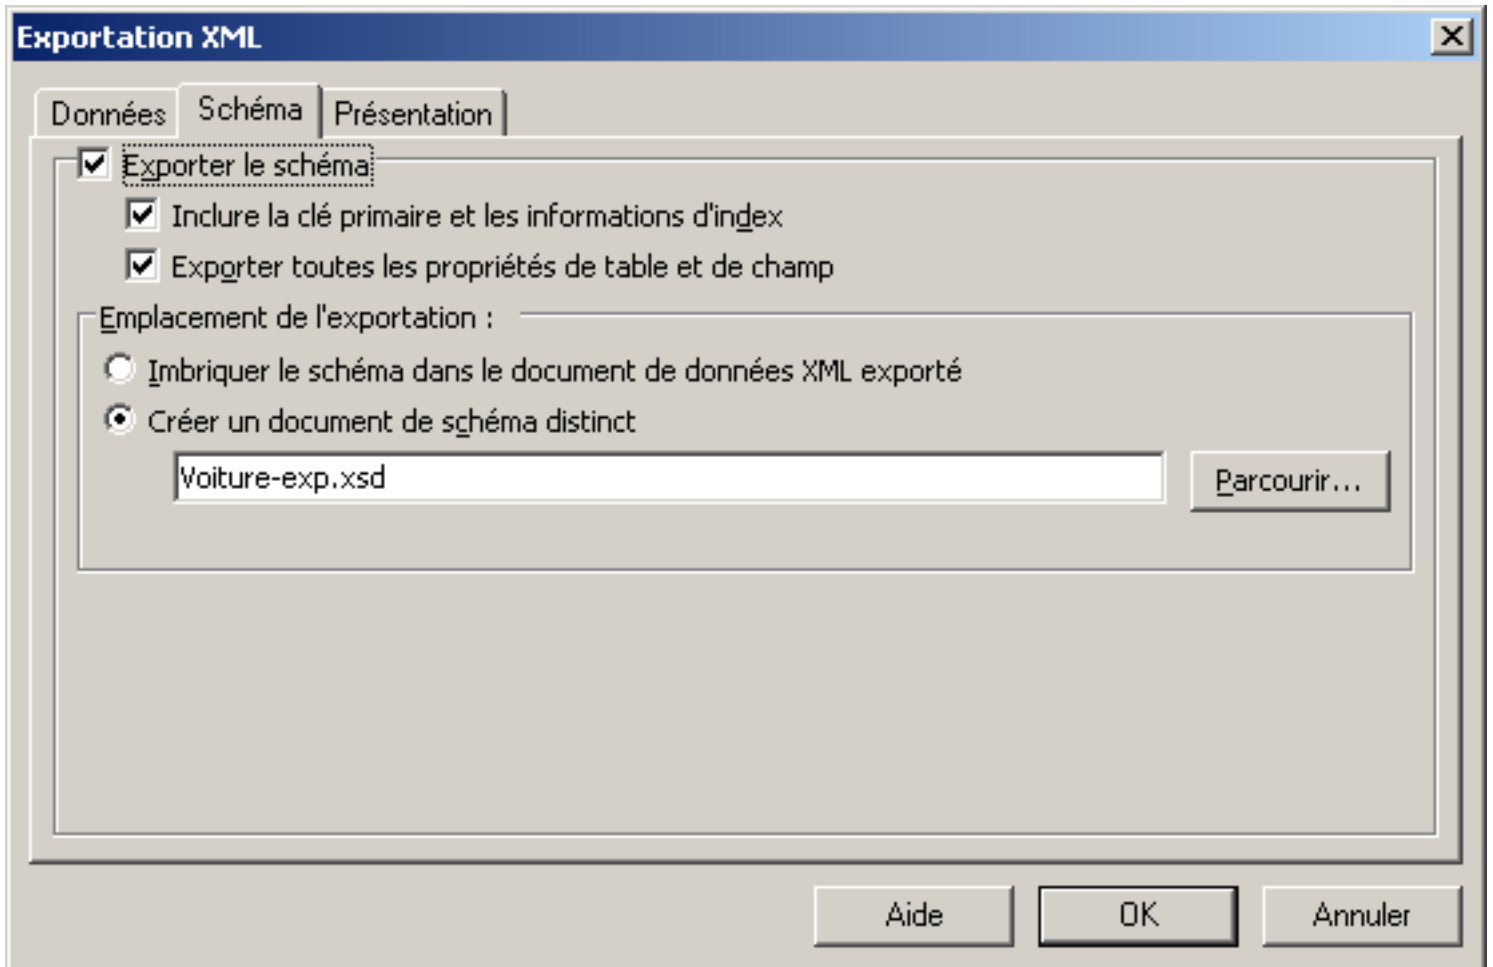 Exportation XML
Données Schéma Présentation
Exporter le schéma
Inclure la clé primaire et les informations d'index
Exporter toutes les propriétés de table et de champ
Emplacement de l'exportation :
Imbriquer le schéma dans le document de données XML exporté
Créer un document de schéma distinct
Voiture-exp.xsd Parcourir...
Aide OK Annuler